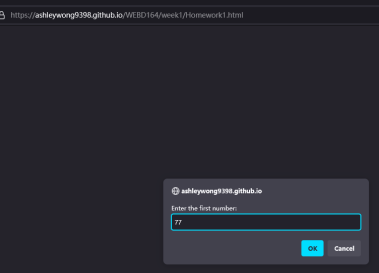 https://ashleywong9398.github.io/WEBD164/week1/Homework1.html
ashleywong9398.github.io
Enter the first number:
77
OK Cancel